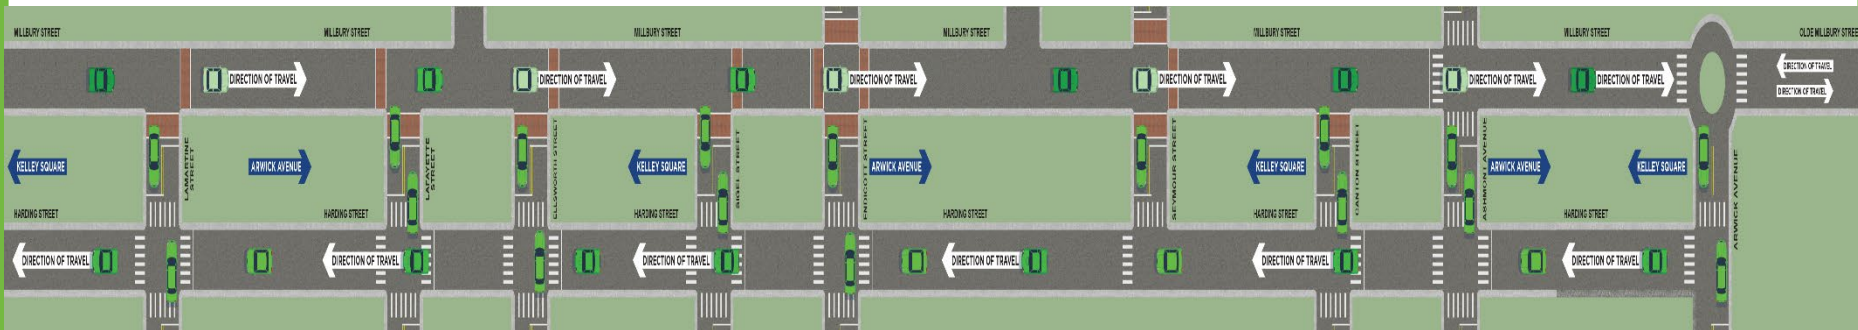 MILLBURY STREET
MILLBURY STREET
MILLBURY STREET
MILLBURY STREET
MILLBURY STREET
MILLBURY STREET
OLDE MILLBURY STREE
DIRECTION OF TRAVEL
DIRECTION OF TRAVEL
DIRECTION OF TRAVEL
DIRECTION OF TRAVEL
DIRECTION OF TRAVEL
DIRECTION OF TRAVEL
DIRECTION OF TRAVEL
DIRECTION OF TRAVEL
KELLEY SQUARE
LAMARTINE
STREET
ARWICK AVENUE
LAFAYETTE
STREET
ELLSWORTH STREET
KELLEY SQUARE
SIGEL STREET
ENDICOTT STREET
ARWICK AVENUE
SEYMOUR STREET
KELLEY SQUARE
CANTON STREET
ASHMONT AVENUE
ARWICK AVENUE
KELLEY SQUARE
ARWICK AVENUE
HARDING STREET
HARDING STREET
HARDING STREET
HARDING STREET
HARDING STREET
HARDING STREET
DIRECTION OF TRAVEL
DIRECTION OF TRAVEL
DIRECTION OF TRAVEL
DIRECTION OF TRAVEL
DIRECTION OF TRAVEL
DIRECTION OF TRAVEL